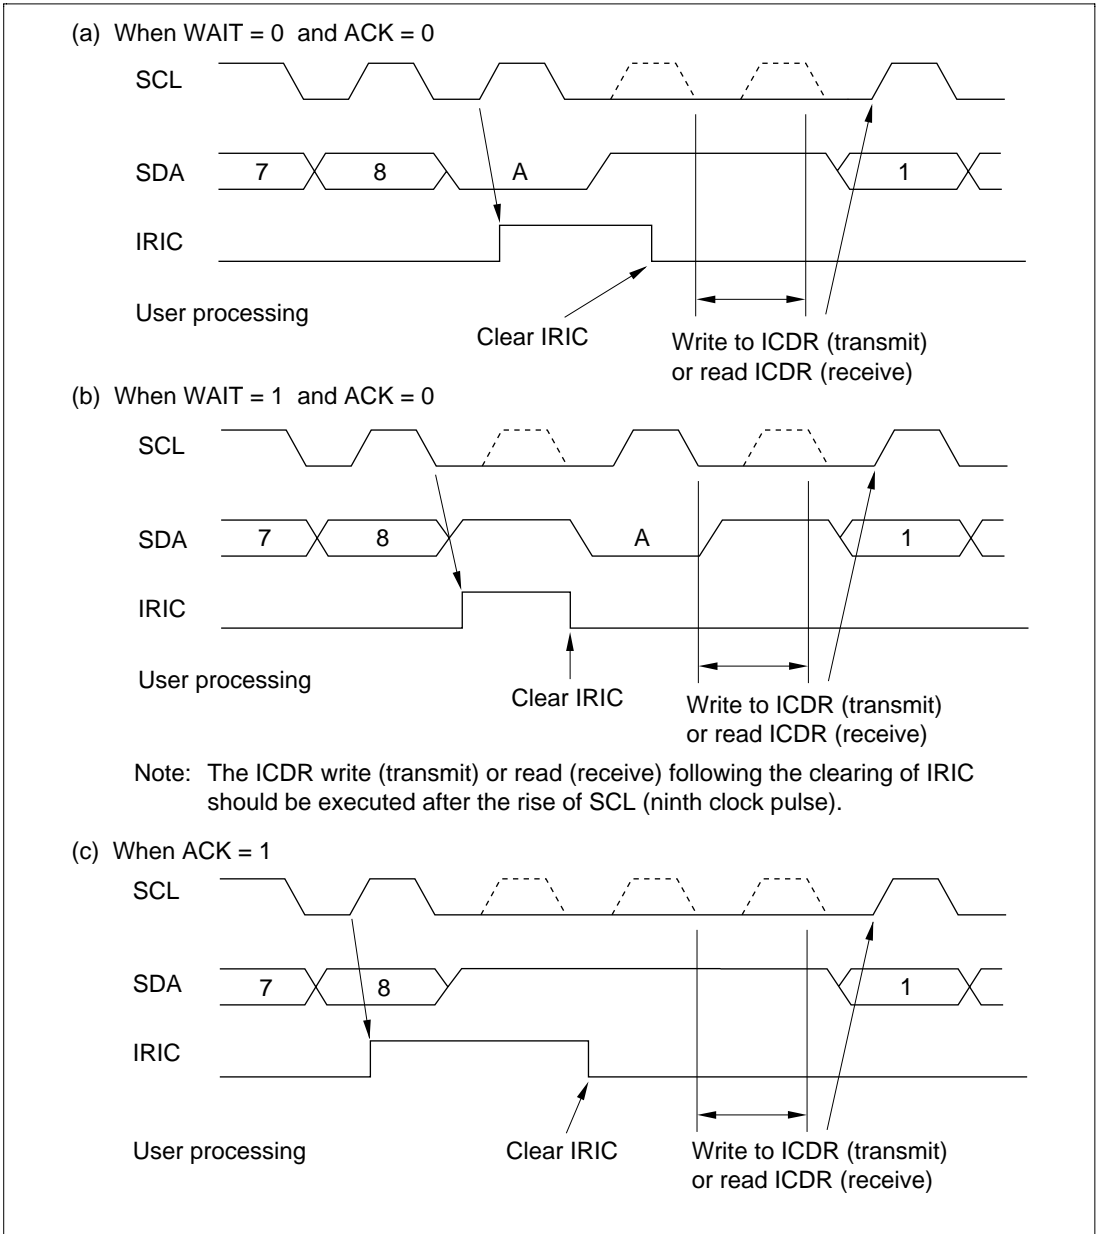 (a) When WAIT = 0 and ACK = 0
SCL
SDA 7 8 A 1
IRIC
User processing
Clear IRIC
Write to ICDR (transmit)
or read ICDR (receive)
(b) When WAIT = 1 and ACK = 0
SCL
SDA 7 8 A 1
IRIC
User processing
Clear IRIC
Write to ICDR (transmit)
or read ICDR (receive)
Note: The ICDR write (transmit) or read (receive) following the clearing of IRIC
should be executed after the rise of SCL (ninth clock pulse).
(c) When ACK = 1
SCL
SDA 7 8 1
IRIC
User processing
Clear IRIC
Write to ICDR (transmit)
or read ICDR (receive)